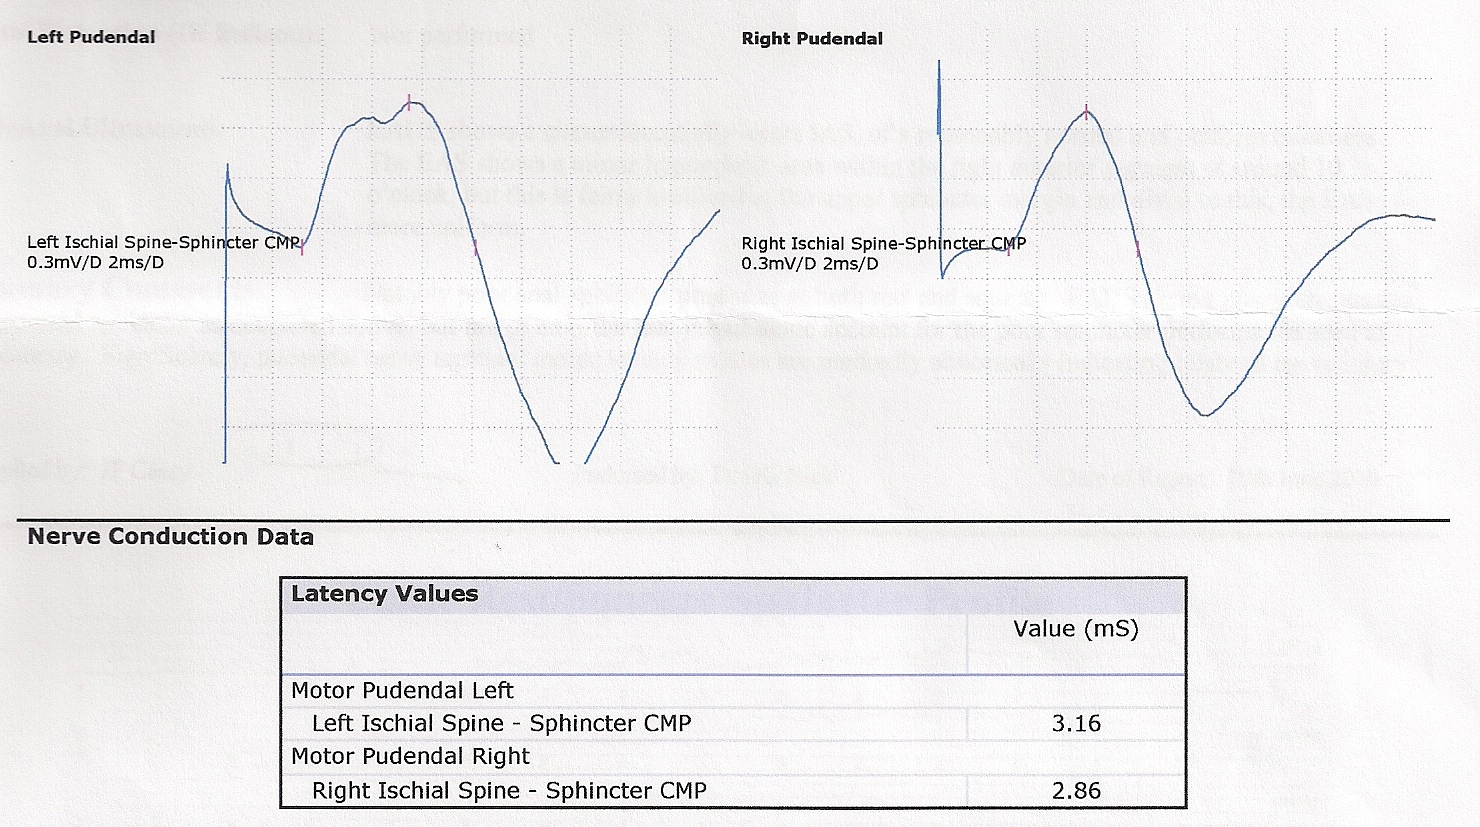 Left Pudendal
Right Pudendal
Left Ischial Spine-Sphincter CMP
0.3mV/D 2ms/D
Right Ischial Spine-Sphincter CMP
0.3mV/D 2ms/D
Nerve Conduction Data
Latency Values
Value (mS)
Motor Pudendal Left
Left Ischial Spine - Sphincter CMP 3.16
Motor Pudendal Right
Right Ischial Spine - Sphincter CMP 2.86